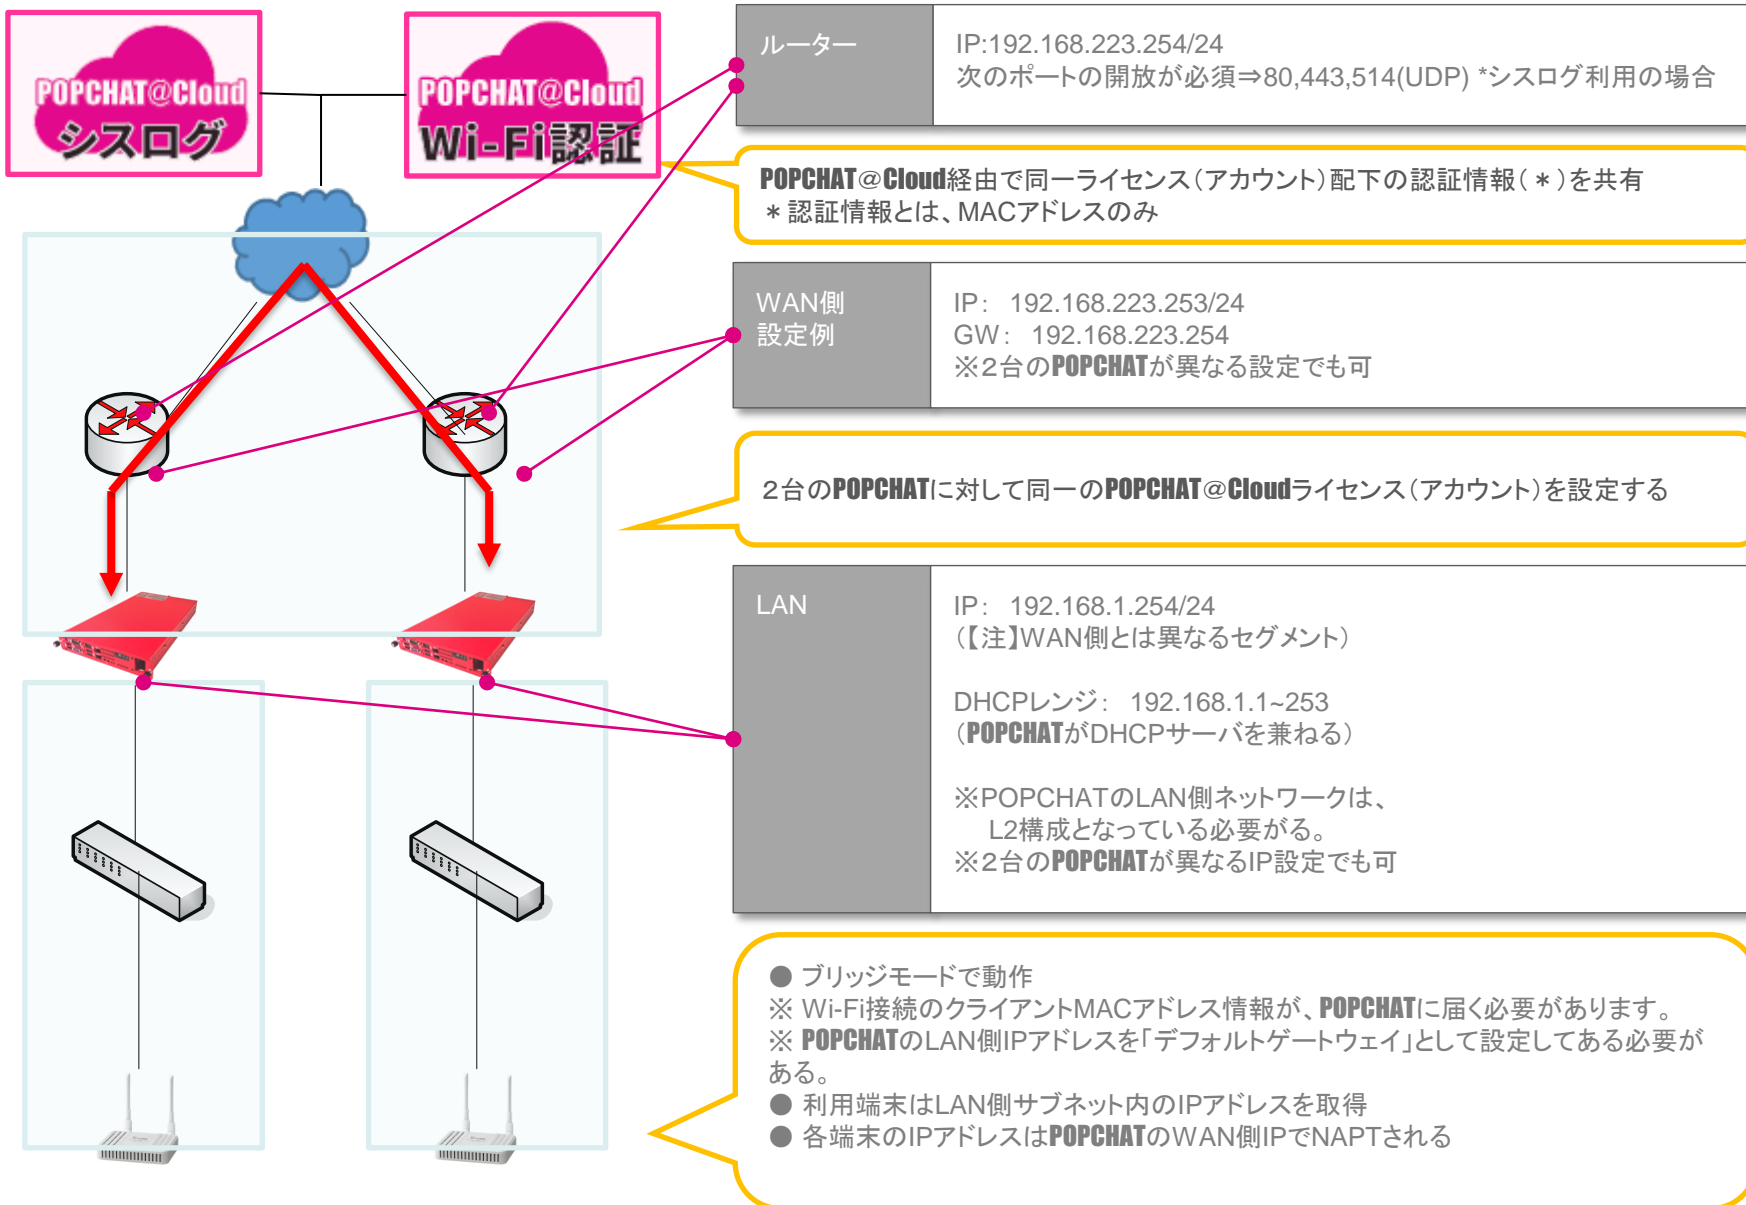 POPCHAT@Cloud
シスログ
POPCHAT@Cloud
Wi-Fi認証
ルーター
IP:192.168.223.254/24
次のポートの開放が必須⇒80,443,514(UDP) *シスログ利用の場合
POPCHAT@Cloud経由で同一ライセンス（アカウント）配下の認証情報（＊）を共有
＊認証情報とは、MACアドレスのみ
WAN側
設定例
IP： 192.168.223.253/24
GW： 192.168.223.254
※２台のPOPCHATが異なる設定でも可
２台のPOPCHATに対して同一のPOPCHAT@Cloudライセンス（アカウント）を設定する
LAN
IP： 192.168.1.254/24
（【注】WAN側とは異なるセグメント）
DHCPレンジ： 192.168.1.1~253
（POPCHATがDHCPサーバを兼ねる）
※POPCHATのLAN側ネットワークは、
L2構成となっている必要がる。
※２台のPOPCHATが異なるIP設定でも可
● ブリッジモードで動作
※ Wi-Fi接続のクライアントMACアドレス情報が、POPCHATに届く必要があります。
※ POPCHATのLAN側IPアドレスを「デフォルトゲートウェイ」として設定してある必要が
ある。
● 利用端末はLAN側サブネット内のIPアドレスを取得
● 各端末のIPアドレスはPOPCHATのWAN側IPでNAPTされる